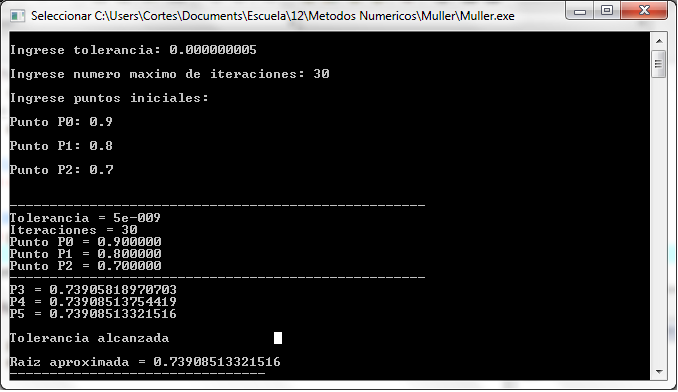 Seleccionar C:\Users\Cortes\Documents\Escuela\12\Metodos Numericos\Muller\Muller.exe
Ingrese tolerancia: 0.000000005
Ingrese numero maximo de iteraciones: 30
Ingrese puntos iniciales:
Punto P0: 0.9
Punto P1: 0.8
Punto P2: 0.7
Tolerancia = 5e-009
Iteraciones = 30
Punto P0 = 0.900000
Punto P1 = 0.800000
Punto P2 = 0.700000
P3 = 0.73905818970703
P4 = 0.73908513754419
P5 = 0.73908513321516
Tolerancia alcanzada
Raiz aproximada = 0.73908513321516